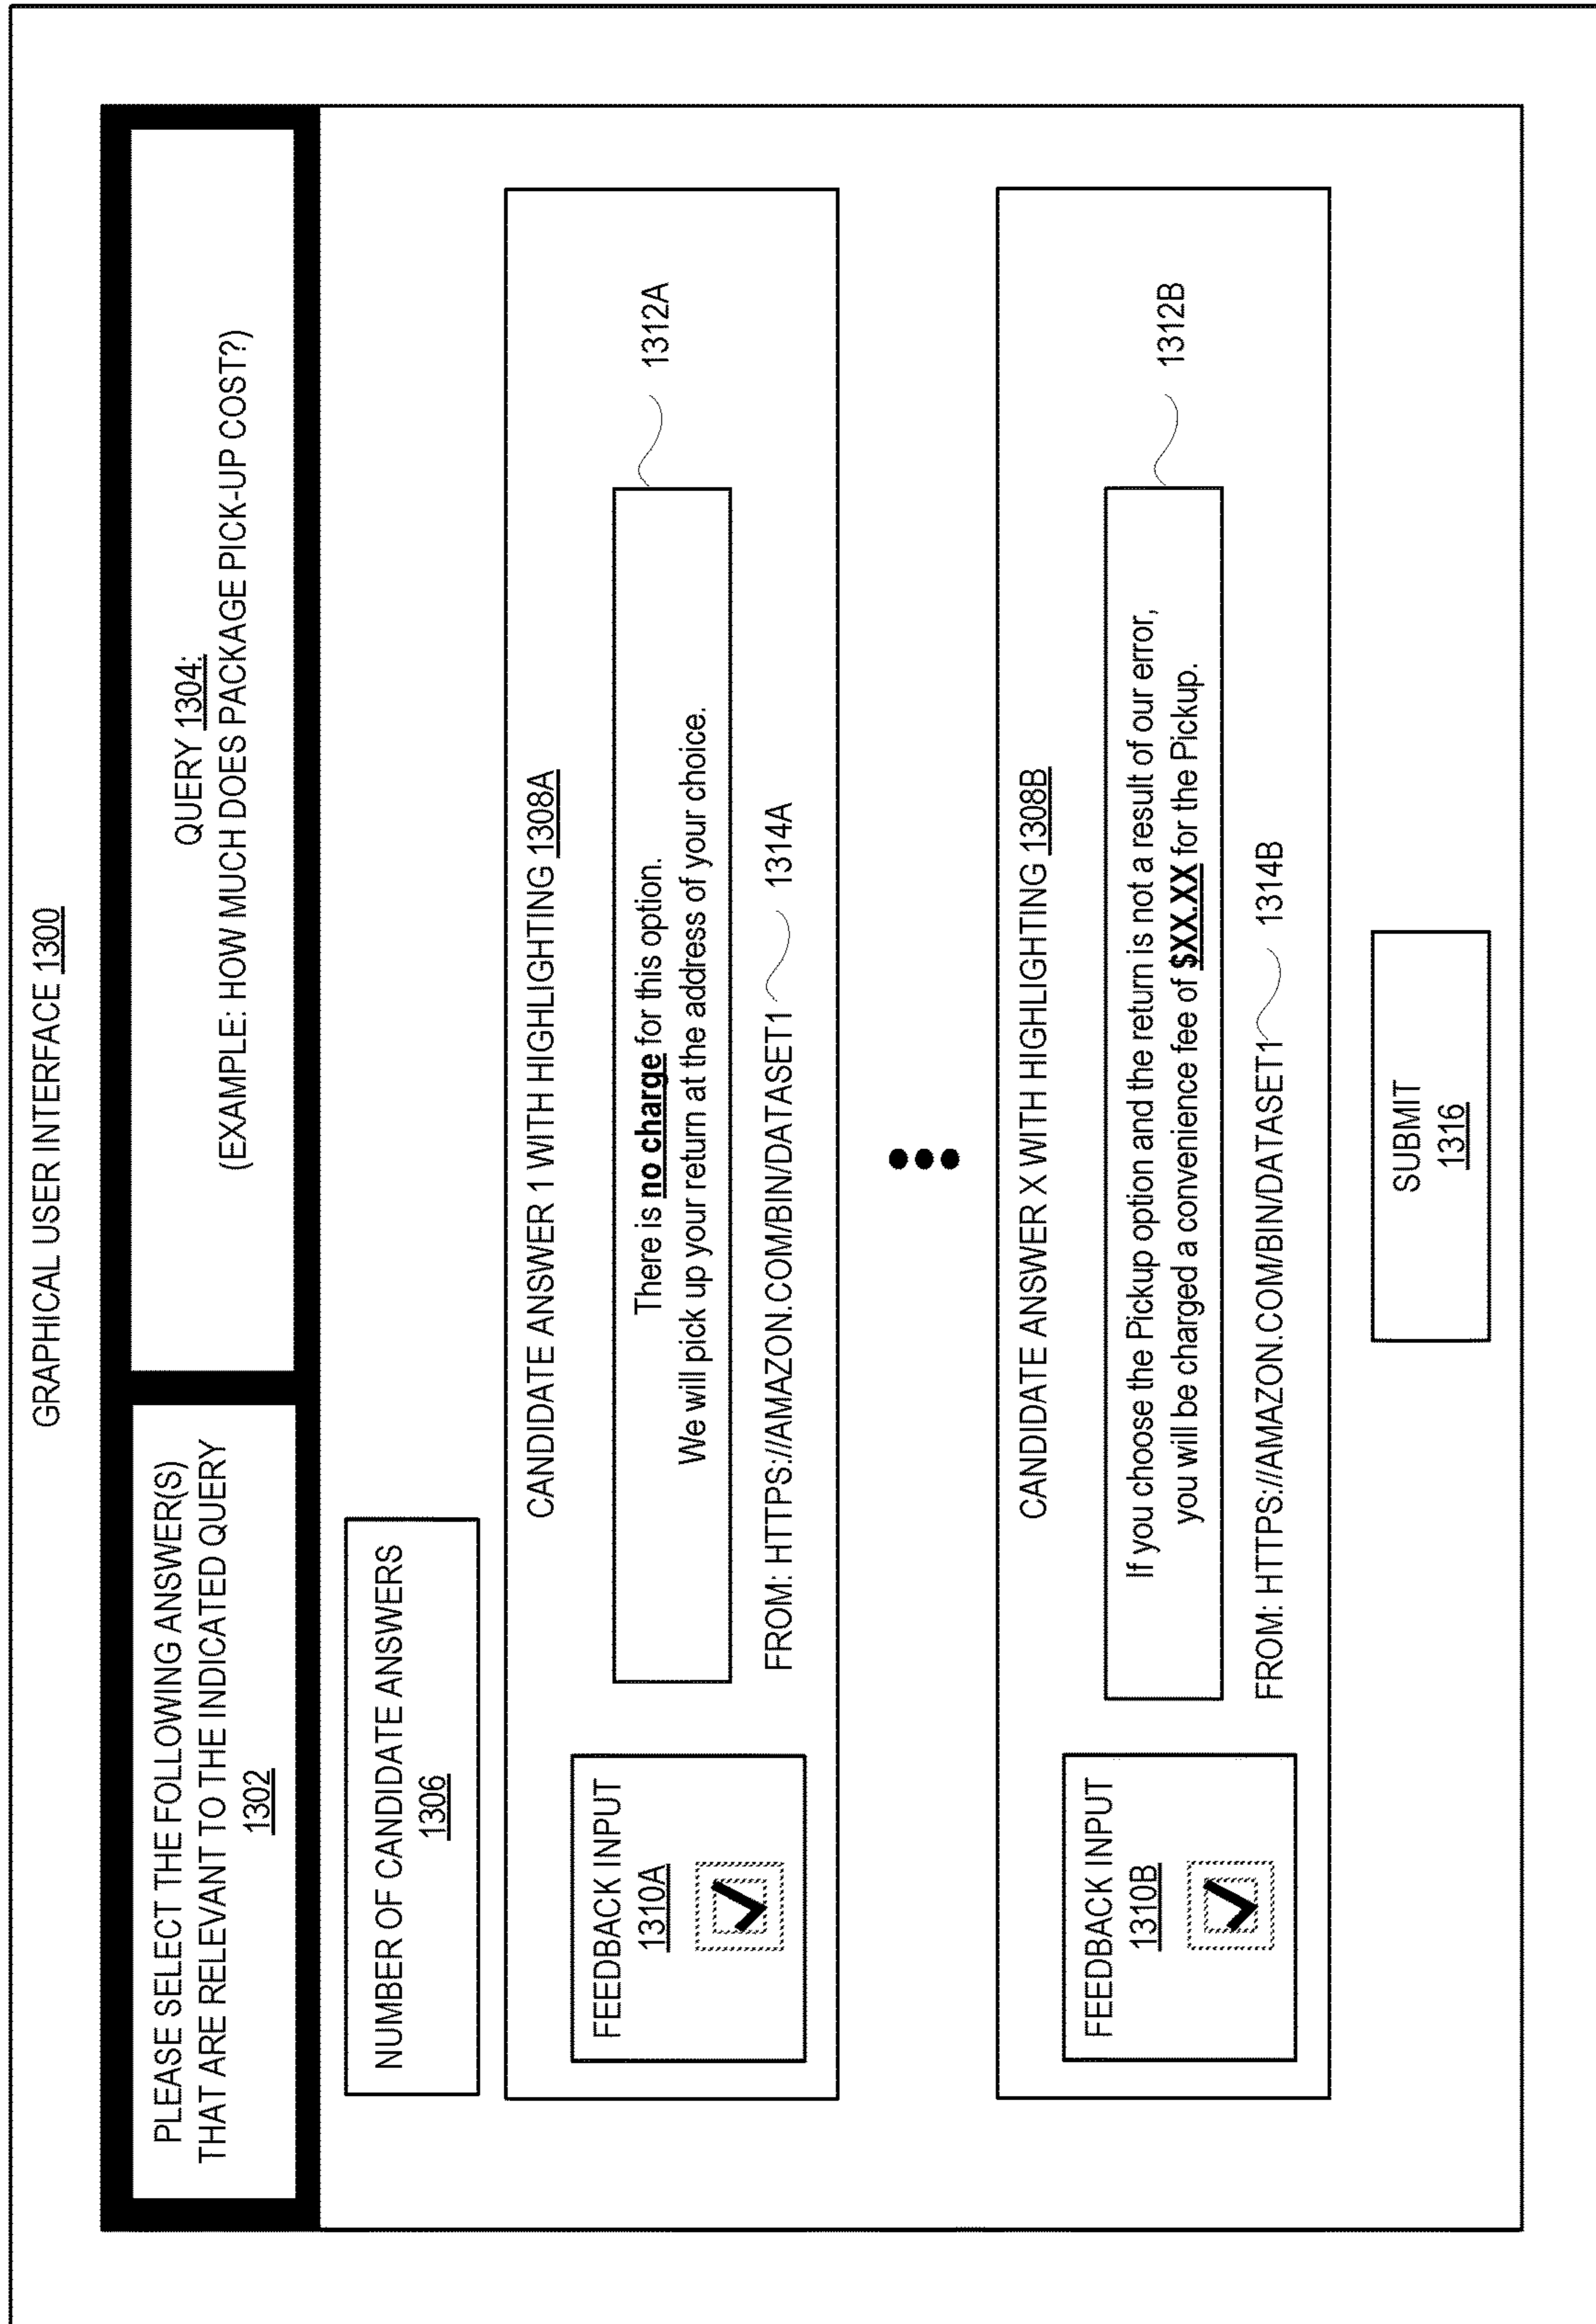 GRAPHICAL USER INTERFACE 1300
PLEASE SELECT THE FOLLOWING ANSWER(S)
THAT ARE RELEVANT TO THE INDICATED QUERY
1302
QUERY 1304:
(EXAMPLE: HOW MUCH DOES PACKAGE PICK-UP COST?)
NUMBER OF CANDIDATE ANSWERS
1306
CANDIDATE ANSWER 1 WITH HIGHLIGHTING 1308A
FEEDBACK INPUT
1310A
There is no charge for this option.
We will pick up your return at the address of your choice.
1312A
FROM: HTTPS://AMAZON.COM/BIN/DATASET1
1314A
CANDIDATE ANSWER X WITH HIGHLIGHTING 1308B
FEEDBACK INPUT
1310B
If you choose the Pickup option and the return is not a result of our error,
you will be charged a convenience fee of $XX.XX for the Pickup.
1312B
FROM: HTTPS://AMAZON.COM/BIN/DATASET1
1314B
SUBMIT
1316